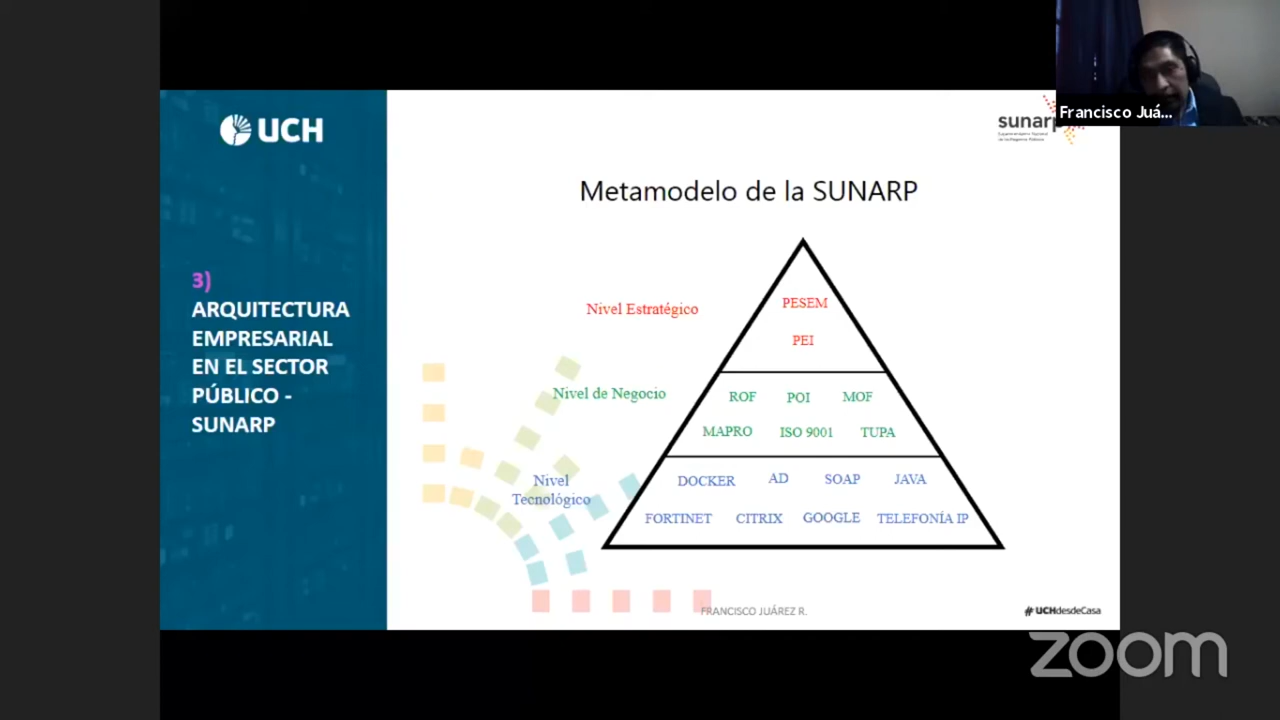 UCH
sunarp
Francisco Juá...
Metamodelo de la SUNARP
3)
ARQUITECTURA
EMPRESARIAL
EN EL SECTOR
PÚBLICO -
SUNARP
Nivel Estratégico
PESEM
PEI
Nivel de Negocio
ROF POI MOF
MAPRO ISO 9001 TUPA
Nivel
Tecnológico
DOCKER AD SOAP JAVA
FORTINET CITRIX GOOGLE TELEFONÍA IP
FRANCISCO JUÁREZ R.
#UCHdesdeCasa
zoom